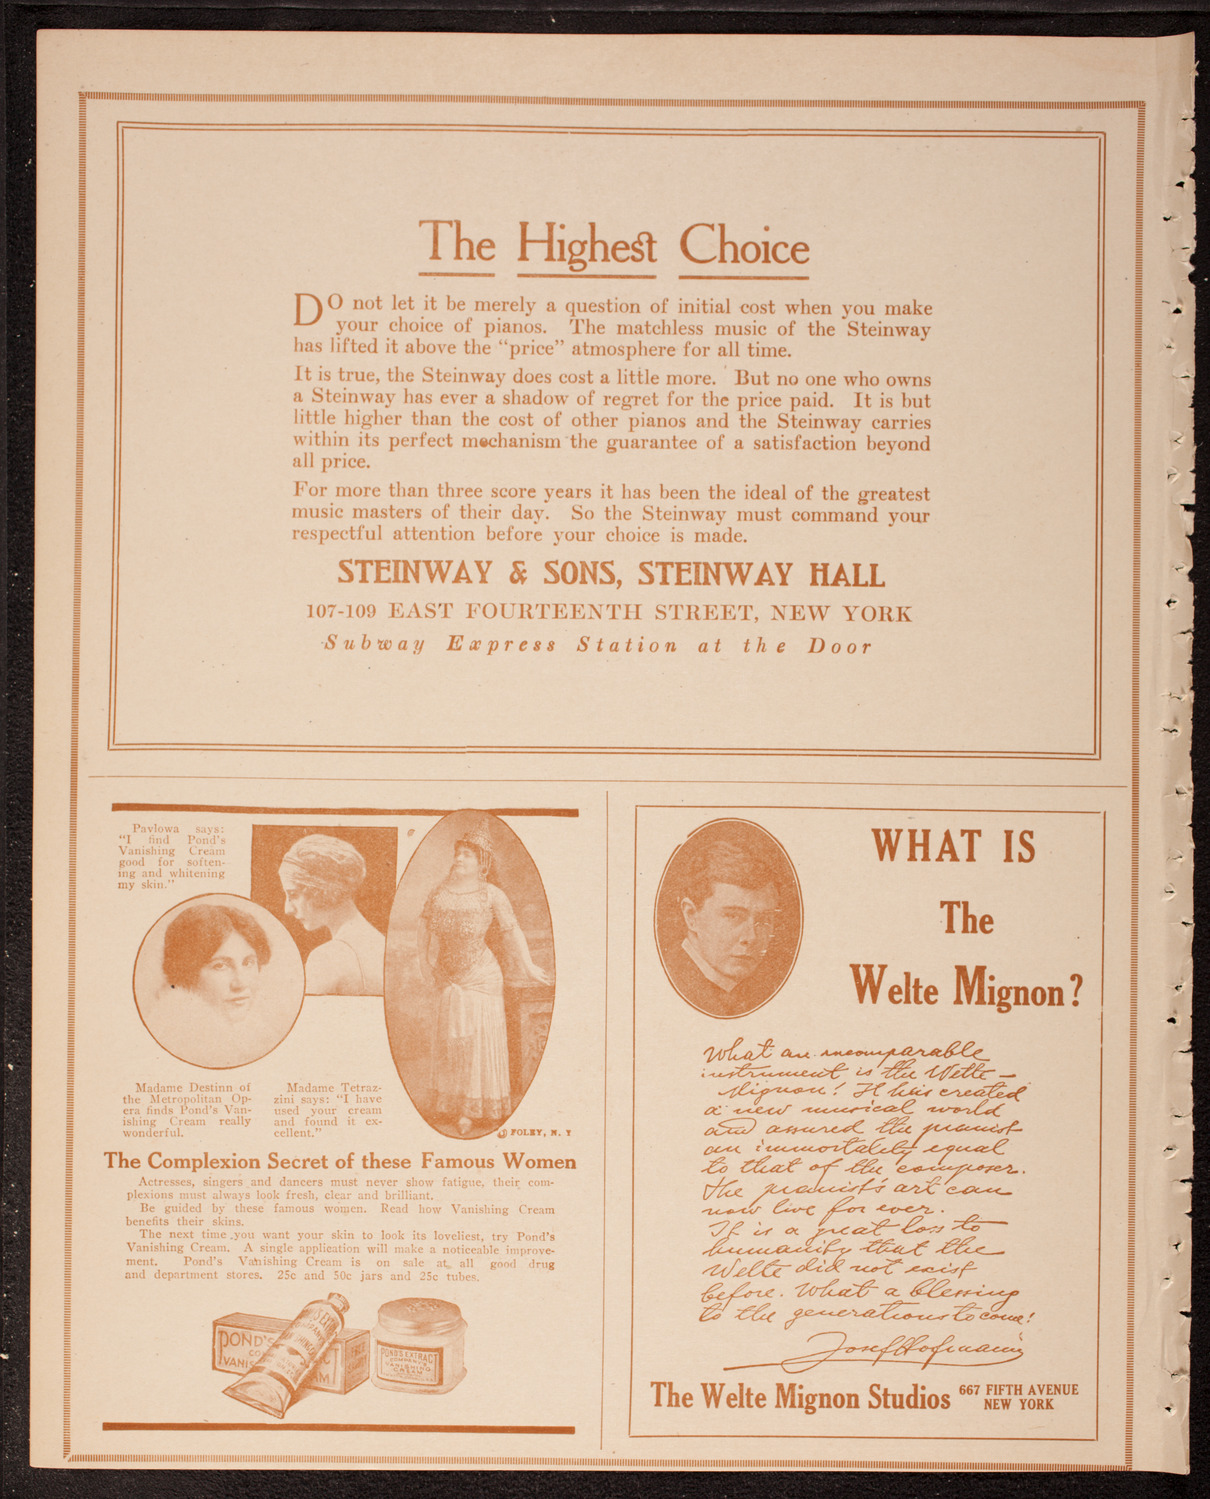 The Highest Choice
DO not let it be merely a question of initial cost when you make
your choice of pianos. The matchless music of the Steinway
has lifted it above the "price" atmosphere for all time.
It is true, the Steinway does cost a little more. But no one who owns
a Steinway has ever a shadow of regret for the price paid. It is but
little higher than the cost of other pianos and the Steinway carries
within its perfect mechanism the guarantee of a satisfaction beyond
all price.
For more than three score years it has been the ideal of the greatest
music masters of their day. So the Steinway must command your
respectful attention before your choice is made.
STEINWAY & SONS, STEINWAY HALL
107-109 EAST FOURTEENTH STREET, NEW YORK
Subway Express Station at the Door
Pavlowa says:
"I find Pond's
Vanishing Cream
good for soften-
ing and whitening
my skin."
Madame Destinn of
the Metropolitan Op-
era finds Pond's Van-
ishing Cream really
wonderful.
Madame Tetraz-
zini says: "I have
used your cream
and found it ex-
cellent."
© FOLEY, N. Y
The Complexion Secret of these Famous Women
Actresses, singers and dancers must never show fatigue, their com-
plexions must always look fresh, clear and brilliant.
Be guided by these famous women. Read how Vanishing Cream
benefits their skins.
The next time you want your skin to look its loveliest, try Pond's
Vanishing Cream. A single application will make a noticeable improve-
ment. Pond's Vanishing Cream is on sale at all good drug
and department stores. 25c and 50c jars and 25c tubes.
POND'S
VANIS
AM
POND'S EXTRACT
COMPANY'S
VANISHING
CREAM
WHAT IS
The
Welte Mignon?
What an incomparable
instrument is the Welte-
Mignon! It has created
a new musical world
and assured the pianist
an immortality equal
to that of the composer.
The pianist's art can
now live for ever.
It is a great loss to
humanity that the
Welte did not exist
before. What a blessing
to the generations to come!
Josef Hofmann
The Welte Mignon Studios 667 FIFTH AVENUE
NEW YORK